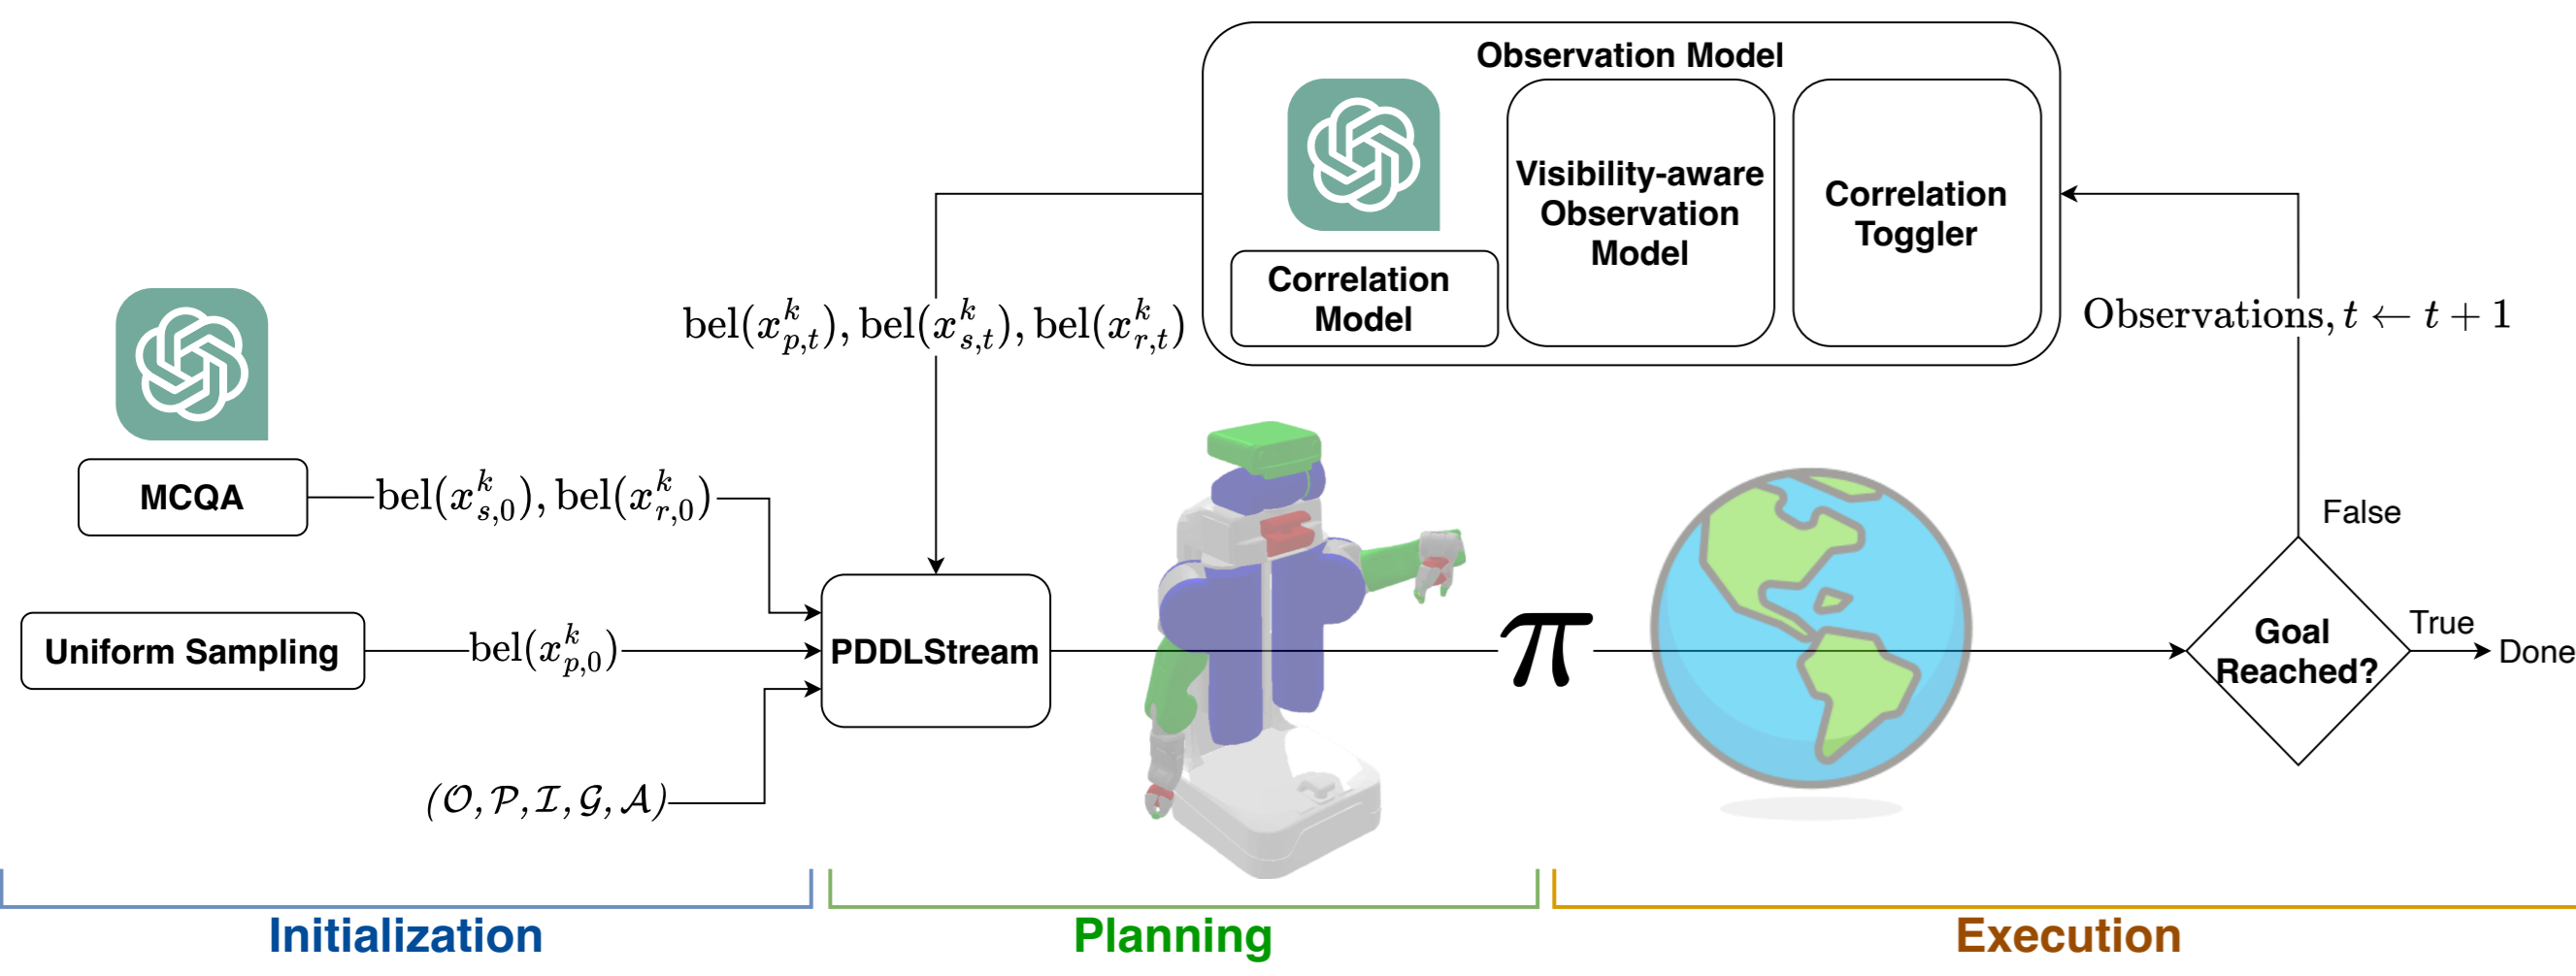 Observation Model
Visibility-aware
Observation
Model
Correlation
Toggler
Correlation
Model
bel(x^k_{p,t}), bel(x^k_{s,t}), bel(x^k_{r,t})
Observations, t ← t + 1
MCQA
bel(x^k_{s,0}), bel(x^k_{r,0})
False
Uniform Sampling
bel(x^k_{p,0})
PDDLStream
π
Goal
Reached?
True
Done
(𝒪, 𝒫, ℐ, 𝒢, 𝒜)
Initialization
Planning
Execution